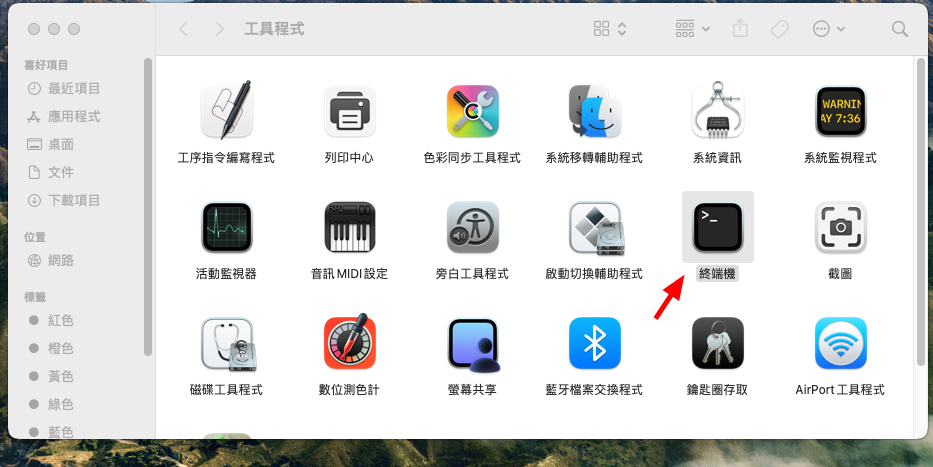 工具程式
喜好項目
最近項目
應用程式
桌面
文件
下載項目
位置
網路
標籤
紅色
橙色
黃色
綠色
藍色
工序指令編寫程式
列印中心
色彩同步工具程式
系統移轉輔助程式
系統資訊
WARNIN
AY 7:36
系統監視程式
活動監視器
音訊 MIDI 設定
旁白工具程式
啟動切換輔助程式
>_
終端機
截圖
磁碟工具程式
數位測色計
螢幕共享
藍牙檔案交換程式
鑰匙圈存取
AirPort 工具程式